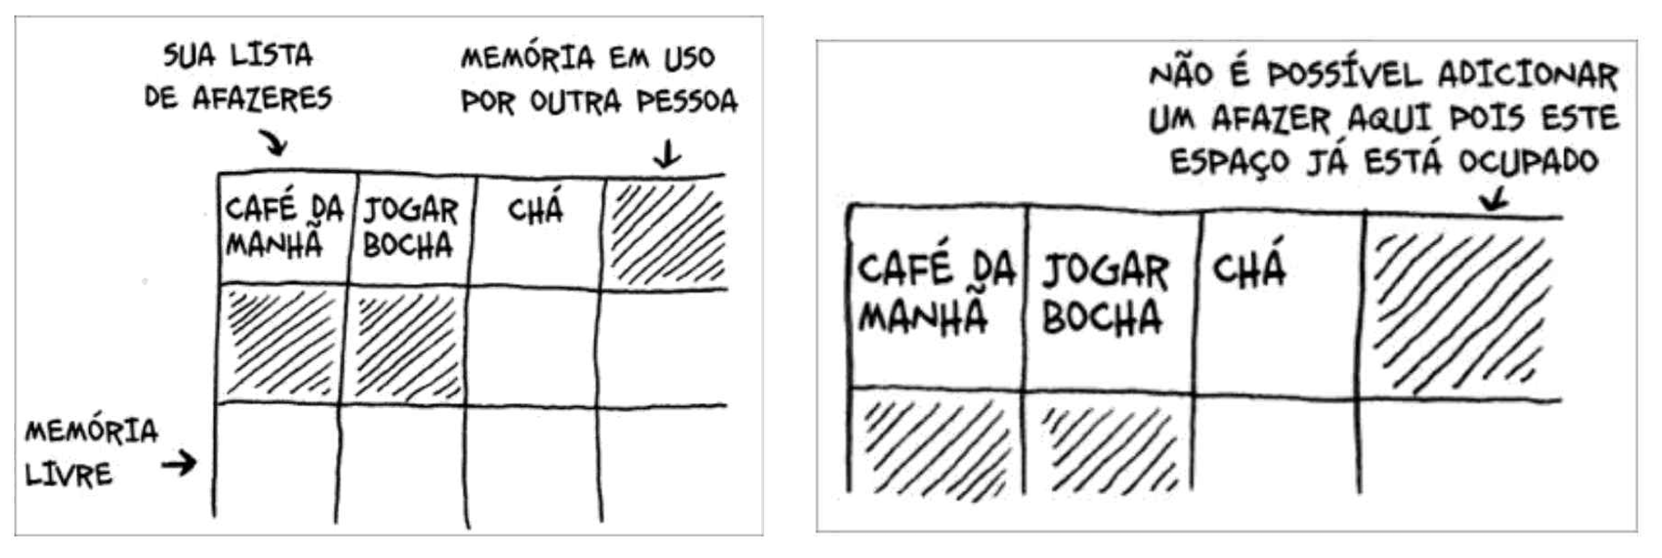 SUA LISTA
DE AFAZERES
MEMÓRIA EM USO
POR OUTRA PESSOA
CAFÉ DA
MANHÃ
JOGAR
BOCHA
CHÁ
MEMÓRIA
LIVRE
NÃO É POSSÍVEL ADICIONAR
UM AFAZER AQUI POIS ESTE
ESPAÇO JÁ ESTÁ OCUPADO
CAFÉ DA
MANHÃ
JOGAR
BOCHA
CHÁ